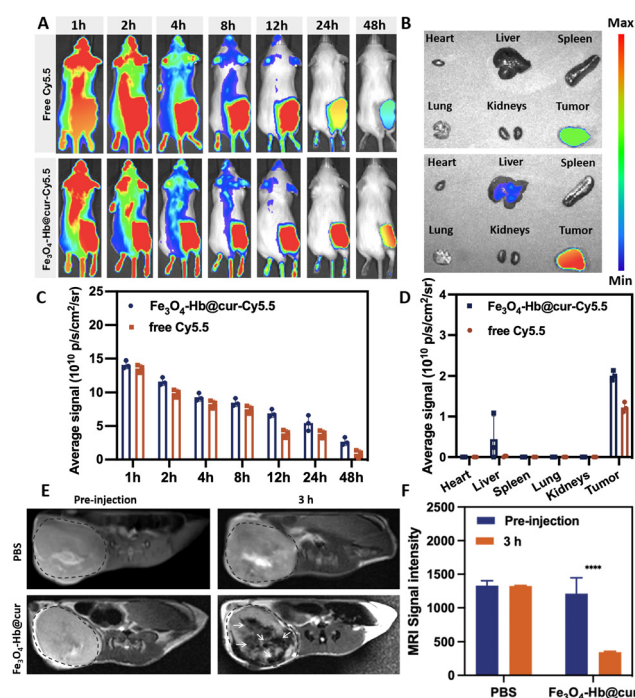 A
1h 2h 4h 8h 12h 24h 48h
Free Cy5.5
Fe₃O₄-Hb@cur-Cy5.5
B
Heart Liver Spleen
Lung Kidneys Tumor
Heart Liver Spleen
Lung Kidneys Tumor
Max
Min
C
Average signal (10¹⁰ p/s/cm²/sr)
25
20
15
10
5
0
Fe₃O₄-Hb@cur-Cy5.5
free Cy5.5
1h 2h 4h 8h 12h 24h 48h
D
Average signal (10¹⁰ p/s/cm²/sr)
4
3
2
1
0
Fe₃O₄-Hb@cur-Cy5.5
free Cy5.5
Heart Liver Spleen Lung Kidneys Tumor
E
Pre-injection 3 h
PBS
Fe₃O₄-Hb@cur
F
MRI Signal intensity
2500
2000
1500
1000
500
0
Pre-injection
3 h
****
PBS Fe₃O₄-Hb@cur